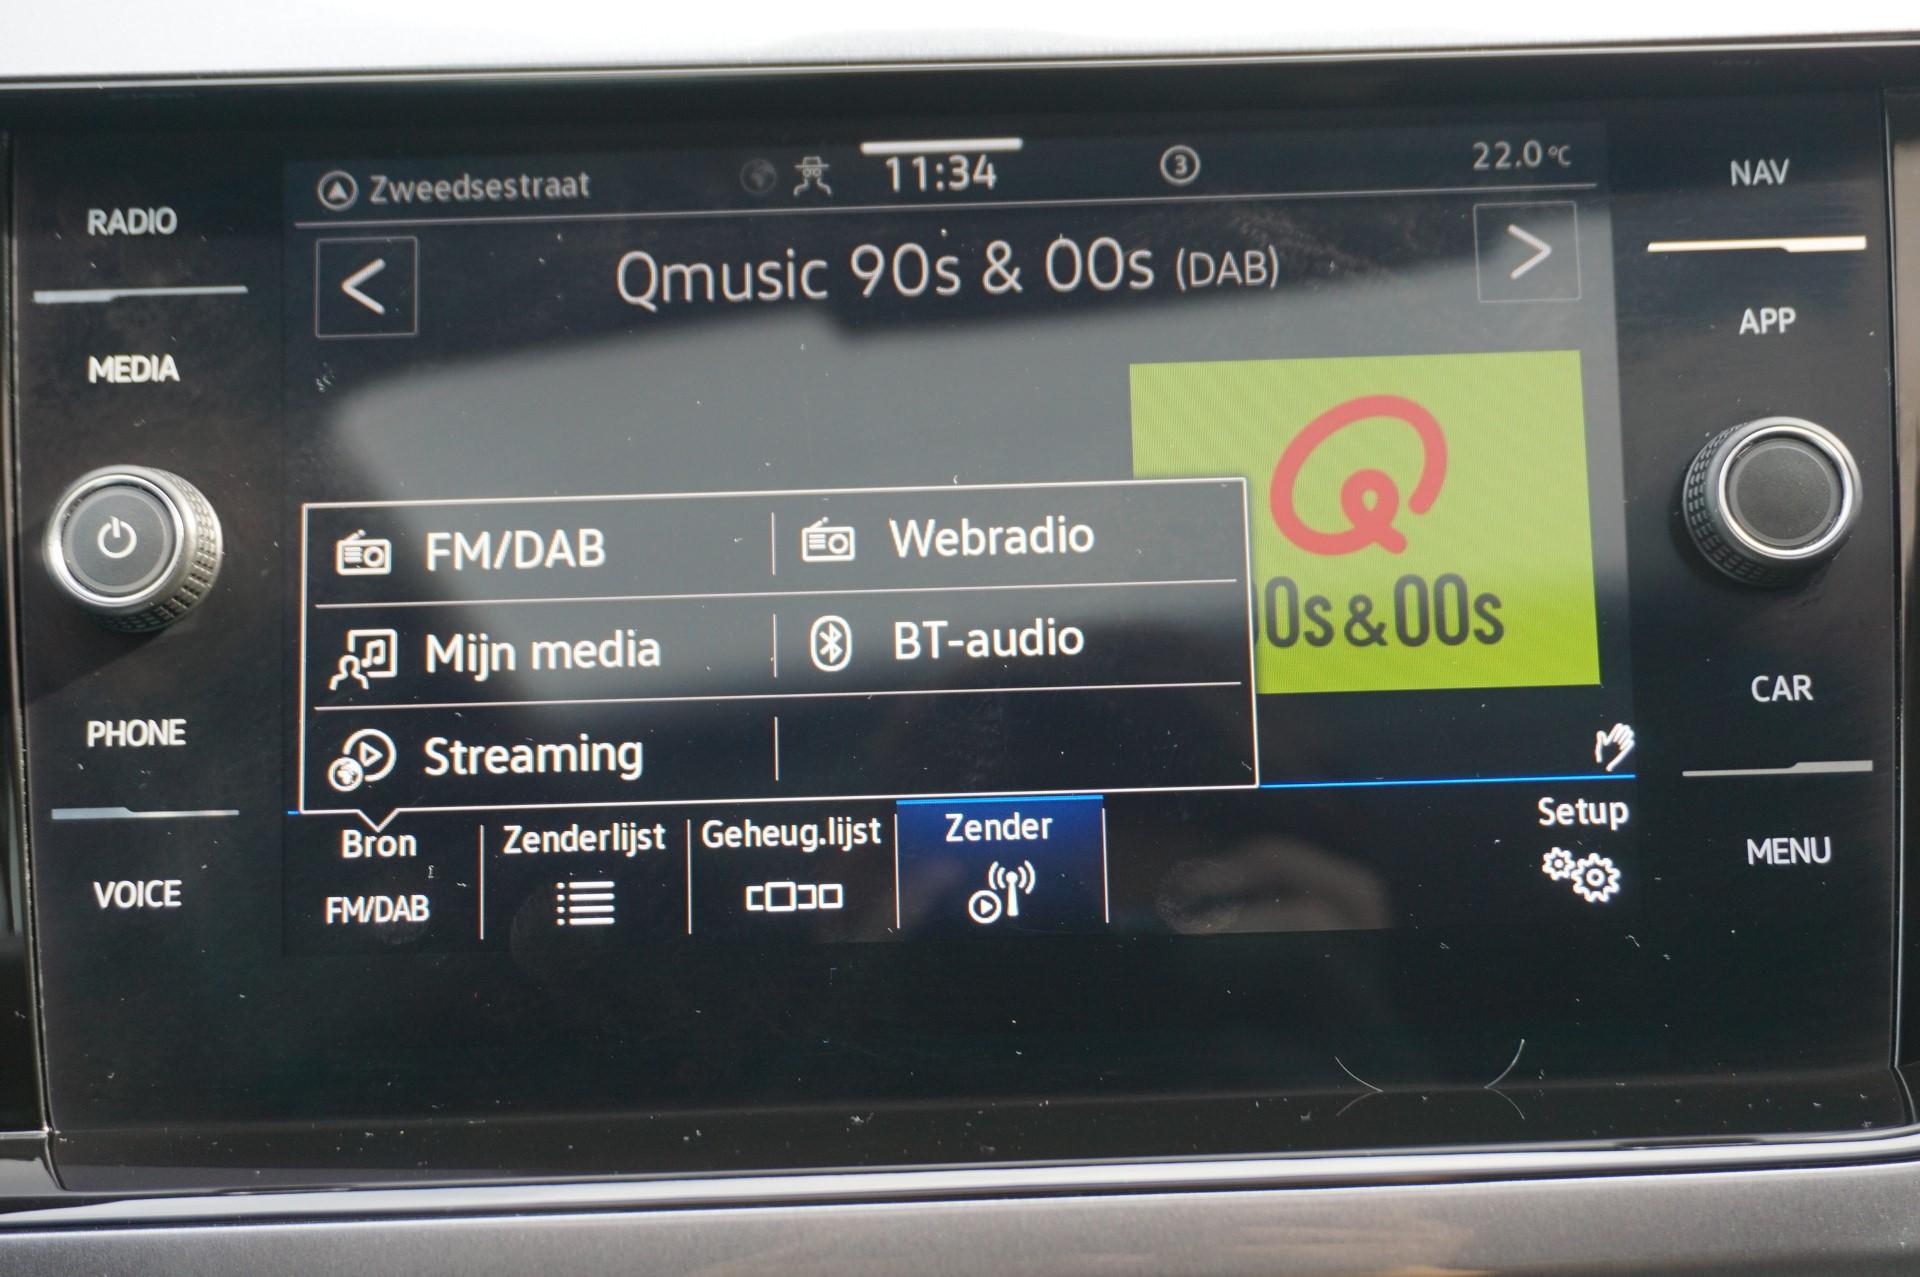 RADIO
MEDIA
PHONE
VOICE
Zweedsestraat
11:34
3
22.0 °C
Qmusic 90s & 00s (DAB)
0s & 00s
FM/DAB
Webradio
Mijn media
BT-audio
Streaming
Bron
FM/DAB
Zenderlijst
Geheug.lijst
Zender
Setup
NAV
APP
CAR
MENU